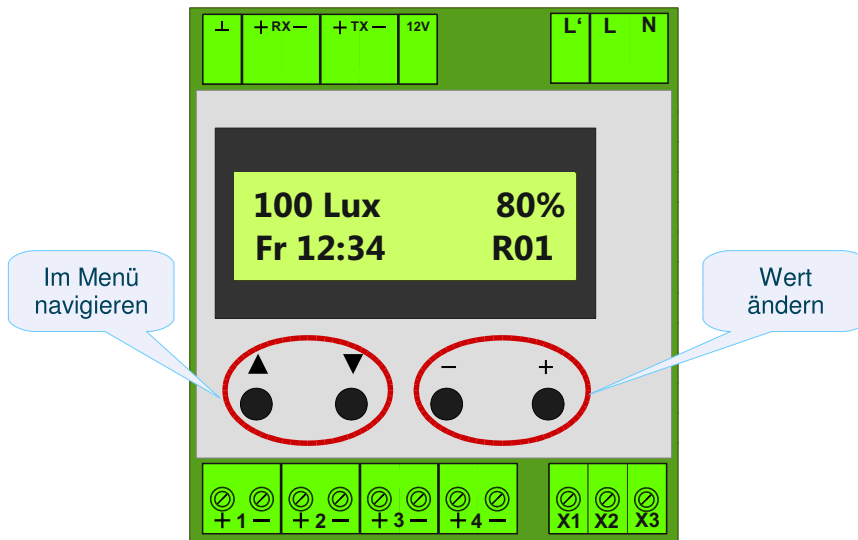 ⊥ + RX − + TX − 12V L‘ L N
100 Lux 80%
Fr 12:34 R01
Im Menü
navigieren
Wert
ändern
▲ ▼ − +
+ 1 − + 2 − + 3 − + 4 − X1 X2 X3